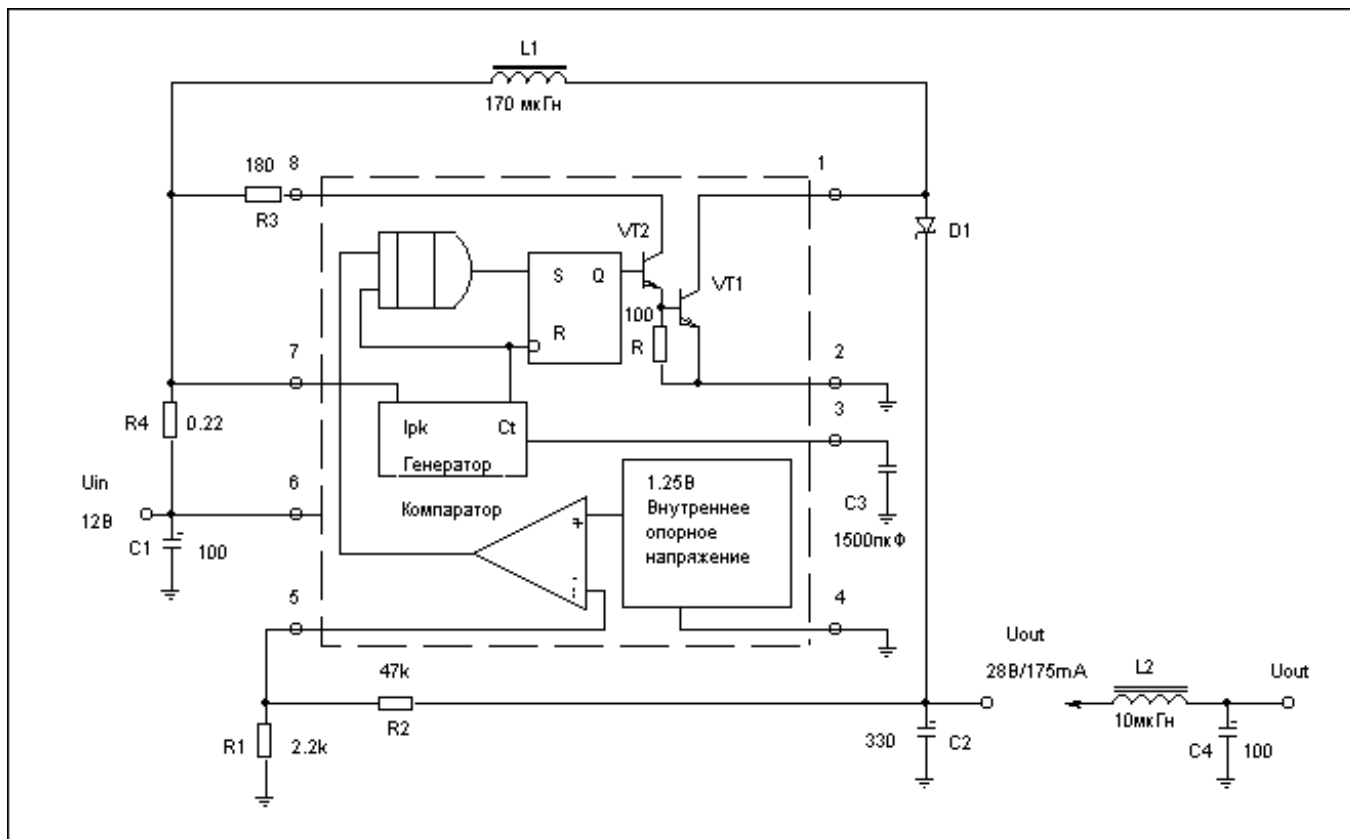 L1
170 мкГн
180
8
1
R3
D1
VT2
VT1
S
Q
100
R
R
7
2
3
R4
0.22
Ipk
Ct
Генератор
Uin
6
1.25В
Внутреннее
опорное
напряжение
12В
Компаратор
C3
C1
100
1500пкФ
5
4
Uout
47k
28В/175mA
L2
Uout
10мкГн
R2
R1
2.2k
330
C2
C4
100